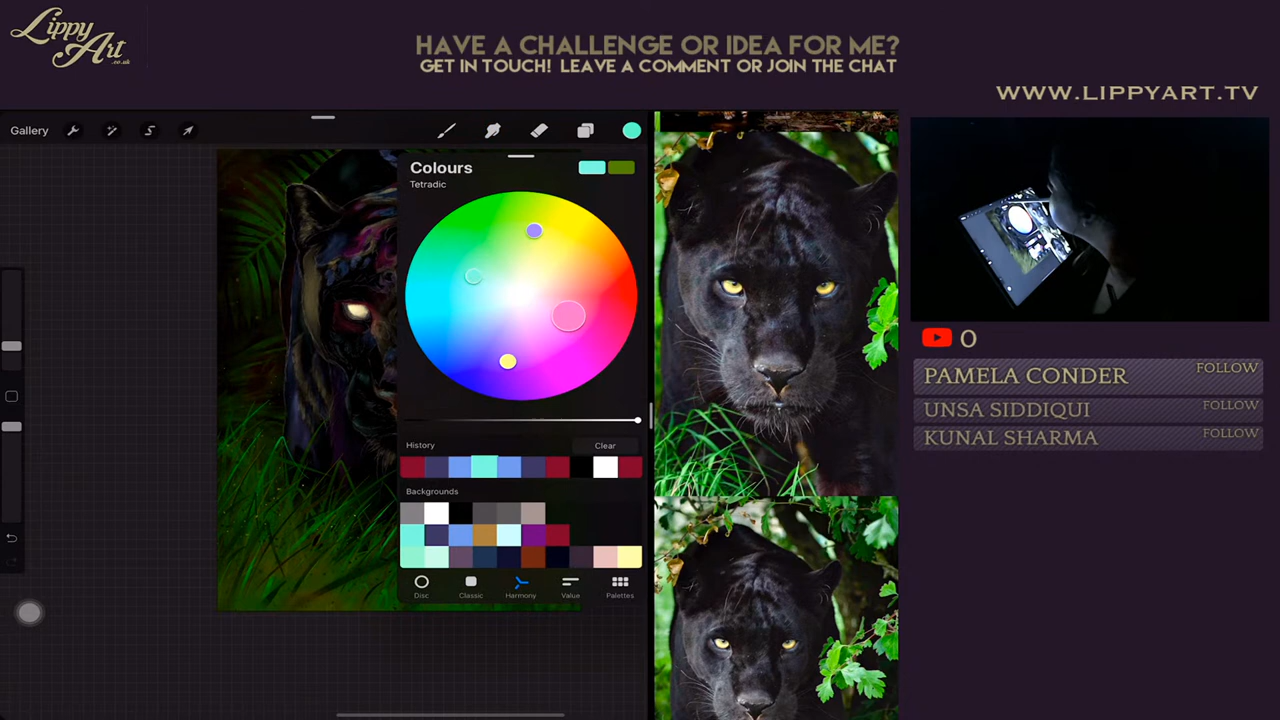 Lippy
Art
.co.uk
HAVE A CHALLENGE OR IDEA FOR ME?
GET IN TOUCH! LEAVE A COMMENT OR JOIN THE CHAT
WWW.LIPPYART.TV
Gallery
Colours
Tetradic
History
Clear
Backgrounds
Disc
Classic
Harmony
Value
Palettes
0
PAMELA CONDER FOLLOW
UNSA SIDDIQUI FOLLOW
KUNAL SHARMA FOLLOW